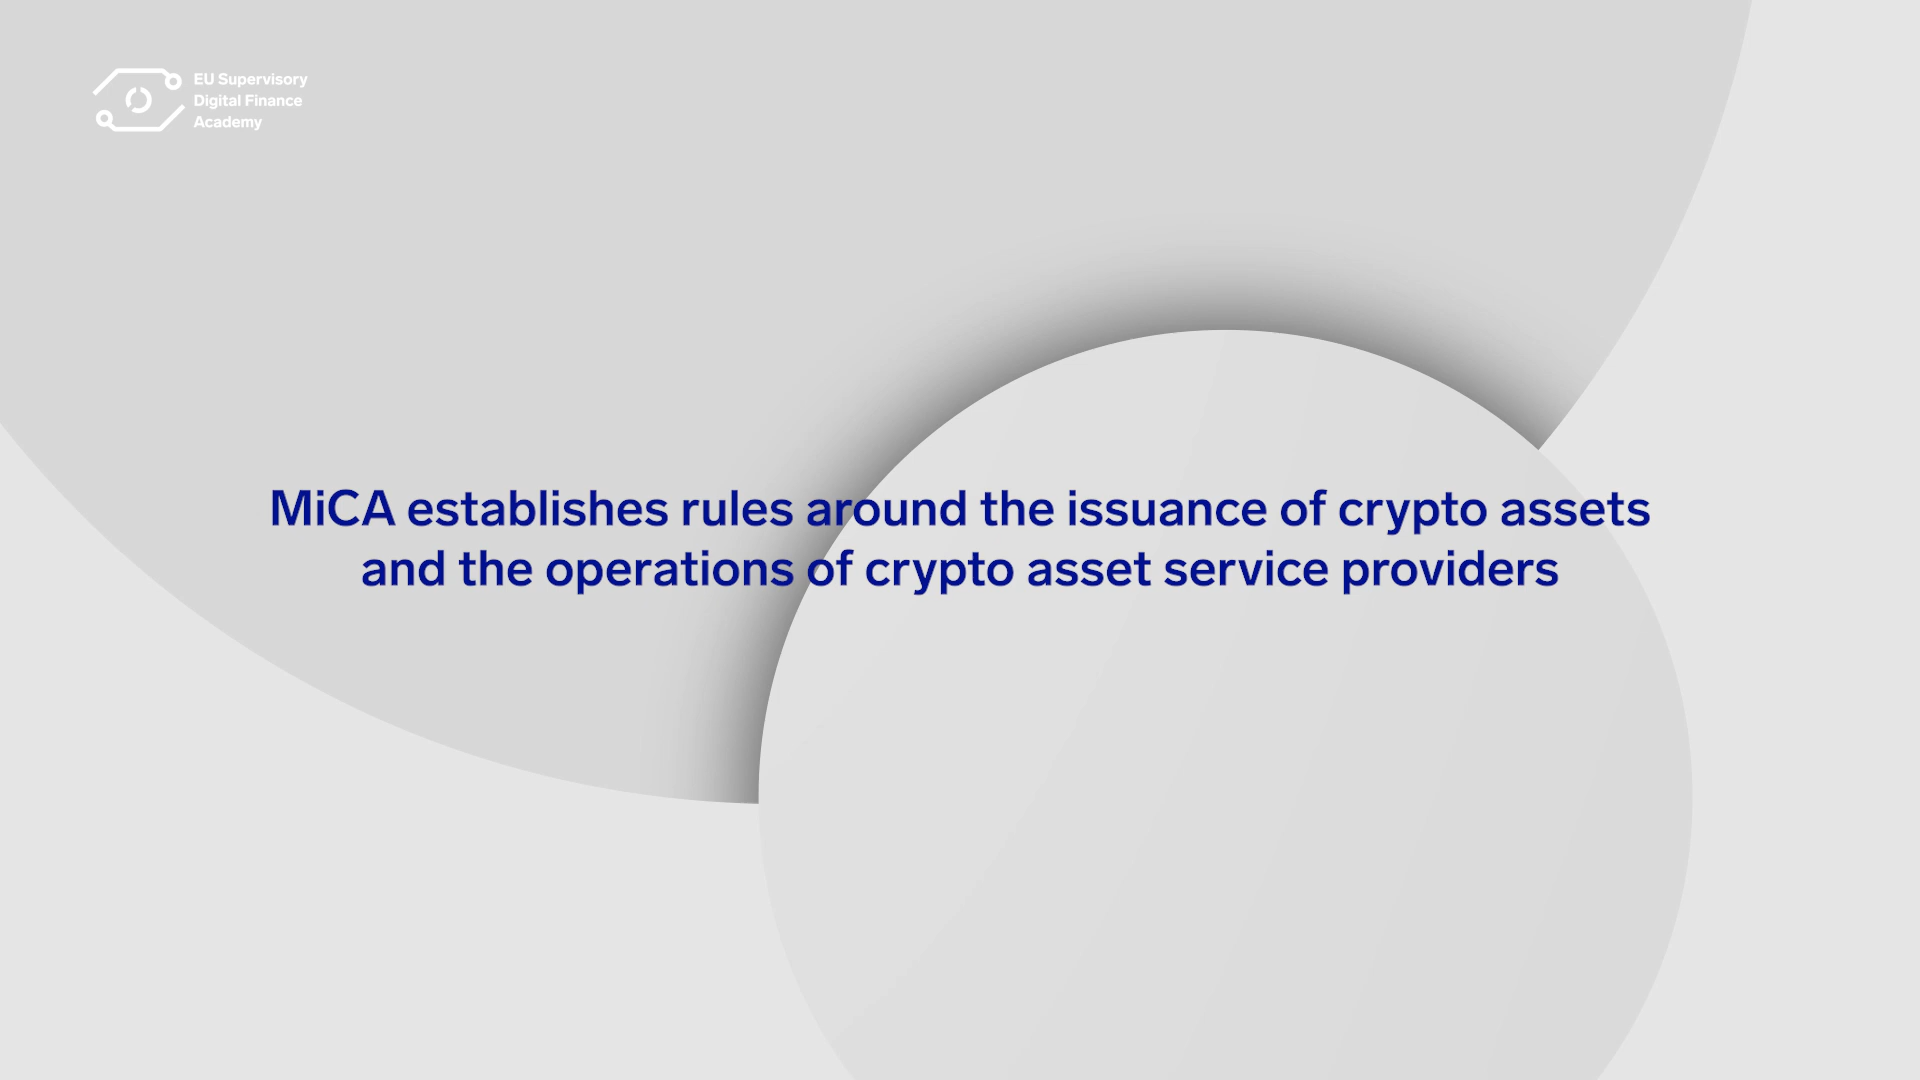 EU Supervisory
Digital Finance
Academy
MiCA establishes rules around the issuance of crypto assets
and the operations of crypto asset service providers